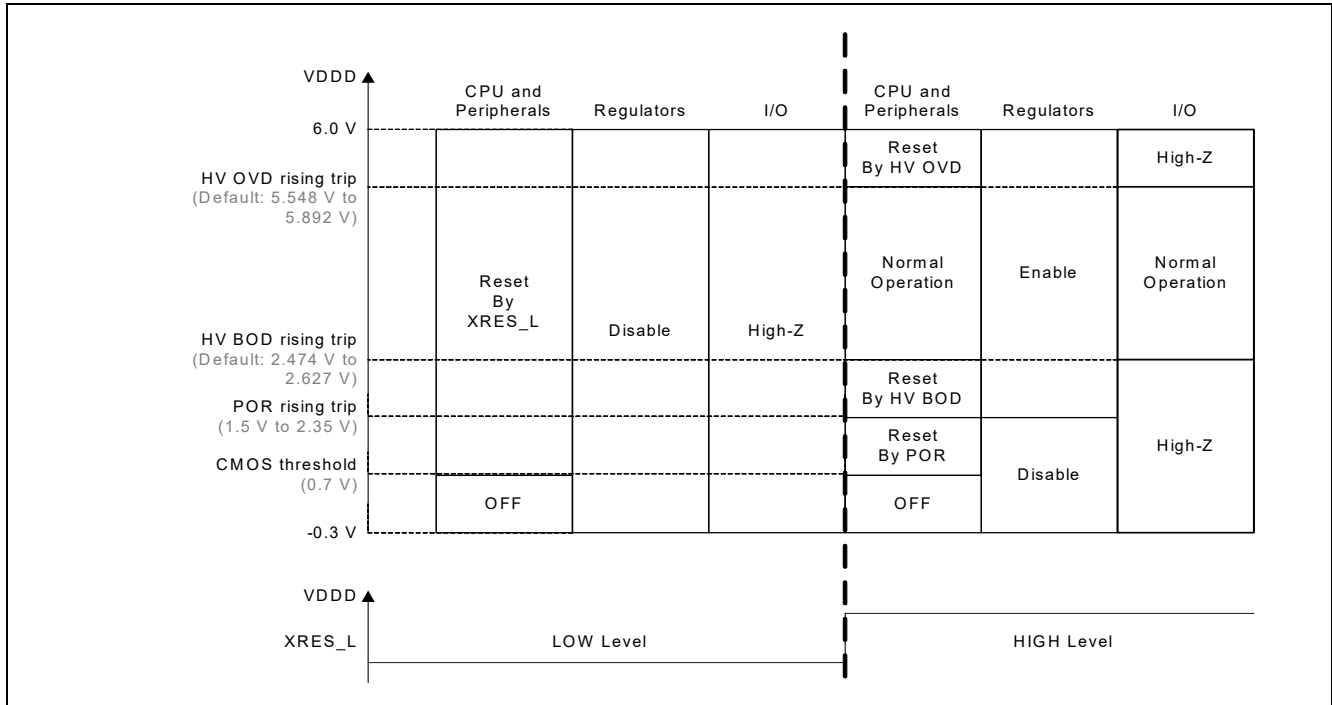 VDDD
CPU and
Peripherals
Regulators
I/O
CPU and
Peripherals
Regulators
I/O
6.0 V
HV OVD rising trip
(Default: 5.548 V to
5.892 V)
Reset
By HV OVD
High-Z
Reset
By
XRES_L
Disable
High-Z
Normal
Operation
Enable
Normal
Operation
HV BOD rising trip
(Default: 2.474 V to
2.627 V)
Reset
By HV BOD
POR rising trip
(1.5 V to 2.35 V)
Reset
By POR
High-Z
CMOS threshold
(0.7 V)
Disable
OFF
OFF
-0.3 V
VDDD
XRES_L
LOW Level
HIGH Level